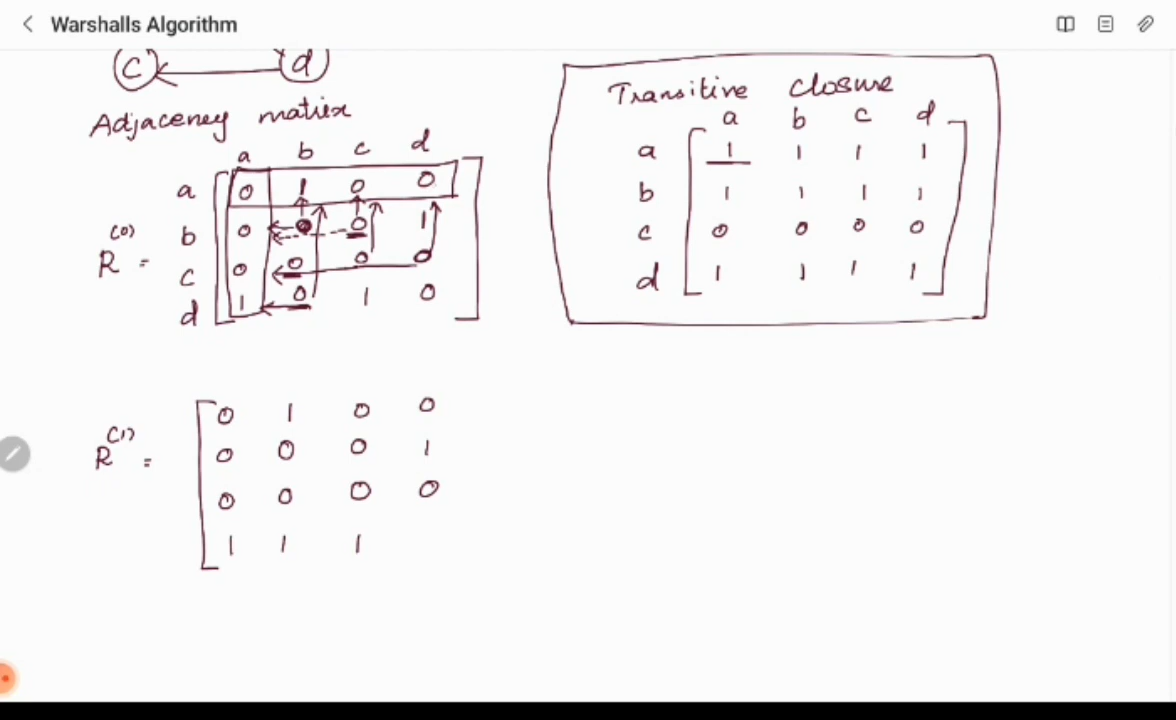 Warshalls Algorithm
C d
Adjacency matrix
a b c d
a 0 1 0 0
b 0 0 0 1
c 0 0 0 0
d 1 0 1 0
R(0) =
Transitive closure
a b c d
a 1 1 1 1
b 1 1 1 1
c 0 0 0 0
d 1 1 1 1
R(1) =
0 1 0 0
0 0 0 1
0 0 0 0
1 1 1